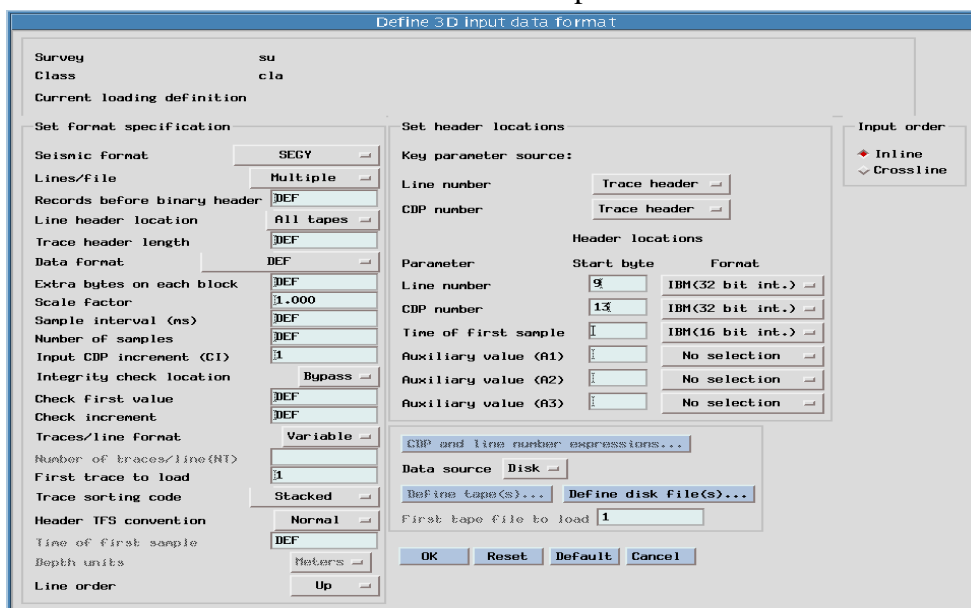 Define 3D input data format
Survey su
Class cla
Current loading definition
Set format specification
Seismic format SEGY
Lines/file Multiple
Records before binary header DEF
Line header location All tapes
Trace header length DEF
Data format DEF
Extra bytes on each block DEF
Scale factor 1.000
Sample interval (ms) DEF
Number of samples DEF
Input CDP increment (CI) 1
Integrity check location Bypass
Check first value DEF
Check increment DEF
Traces/line format Variable
Number of traces/line(NT)
First trace to load 1
Trace sorting code Stacked
Header TFS convention Normal
Time of first sample DEF
Depth units Meters
Line order Up
Set header locations
Key parameter source:
Line number Trace header
CDP number Trace header
Header locations
Parameter Start byte Format
Line number 9 IBM(32 bit int.)
CDP number 13 IBM(32 bit int.)
Time of first sample IBM(16 bit int.)
Auxiliary value (A1) No selection
Auxiliary value (A2) No selection
Auxiliary value (A3) No selection
CDP and line number expressions...
Data source Disk
Define tape(s)... Define disk file(s)...
First tape file to load 1
OK Reset Default Cancel
Input order
Inline
Crossline